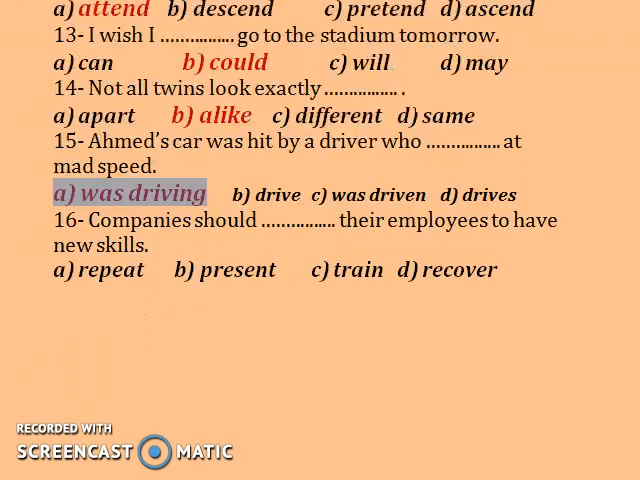 a) attend b) descend c) pretend d) ascend
13- I wish I ................ go to the stadium tomorrow.
a) can b) could c) will d) may
14- Not all twins look exactly ................ .
a) apart b) alike c) different d) same
15- Ahmed's car was hit by a driver who ................ at
mad speed.
a) was driving b) drive c) was driven d) drives
16- Companies should ................ their employees to have
new skills.
a) repeat b) present c) train d) recover
RECORDED WITH
SCREENCAST MATIC